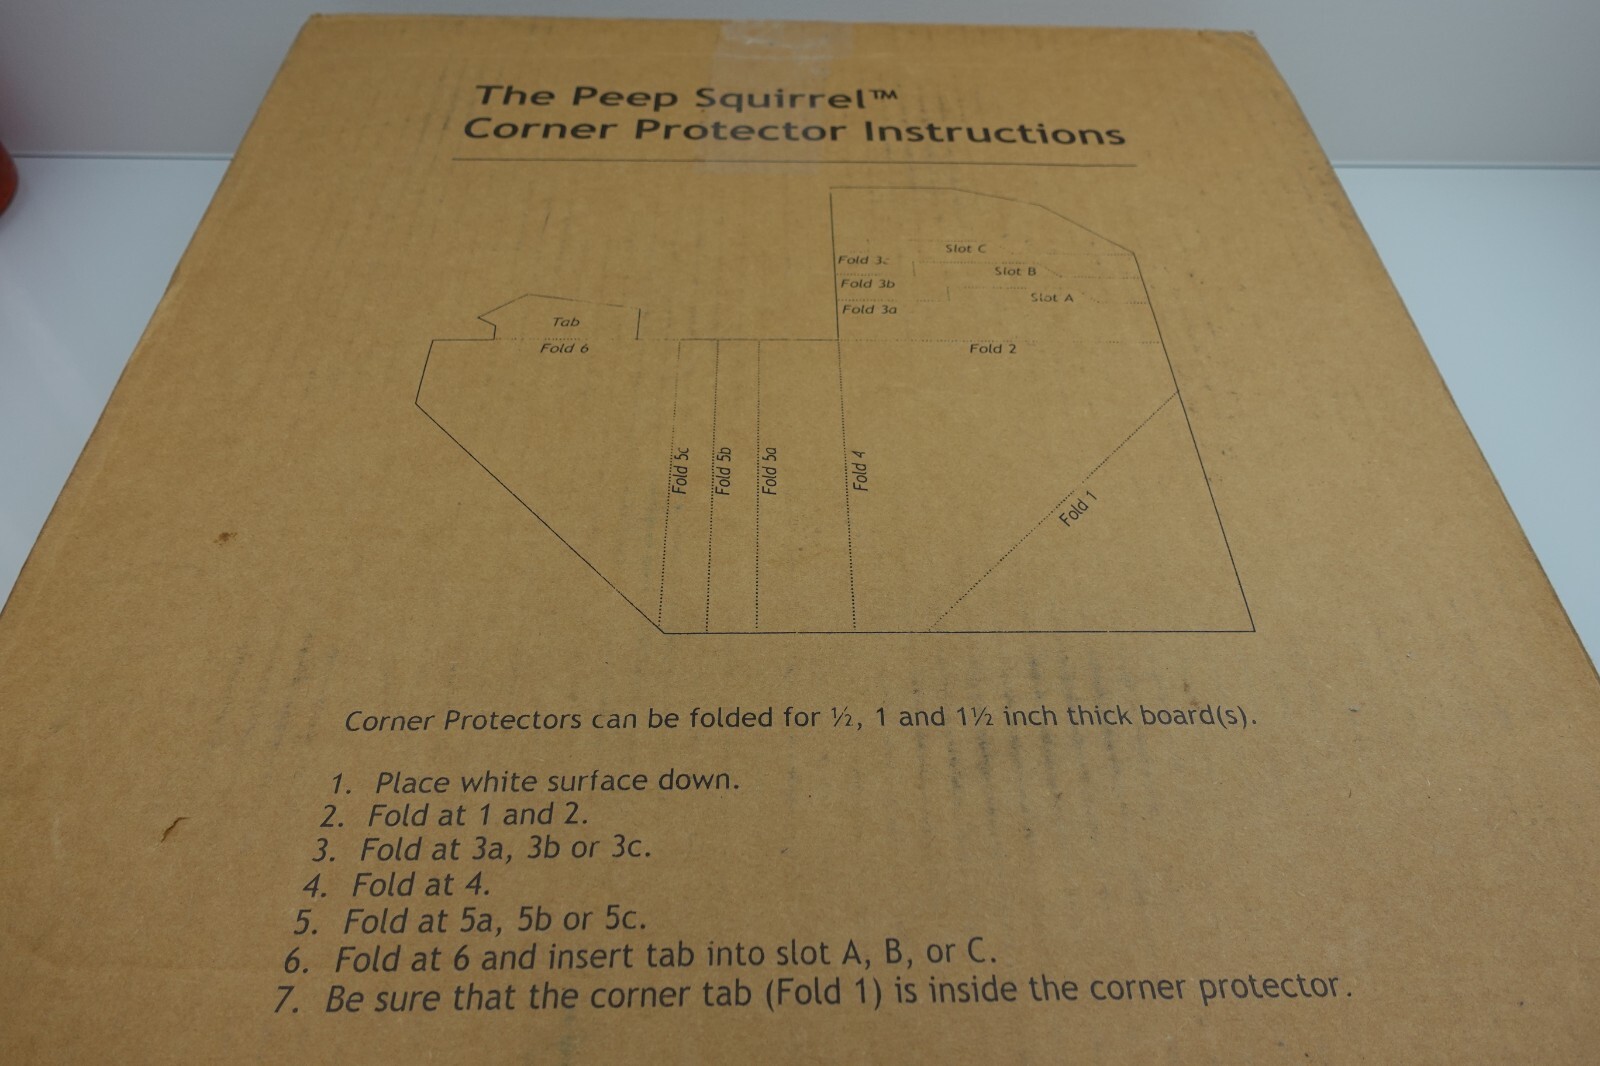 The Peep Squirrel™
Corner Protector Instructions
Slot C
Fold 3c
Slot B
Fold 3b
Slot A
Fold 3a
Tab
Fold 6
Fold 2
Fold 5c
Fold 5b
Fold 5a
Fold 4
Fold 1
Corner Protectors can be folded for ½, 1 and 1½ inch thick board(s).
1. Place white surface down.
2. Fold at 1 and 2.
3. Fold at 3a, 3b or 3c.
4. Fold at 4.
5. Fold at 5a, 5b or 5c.
6. Fold at 6 and insert tab into slot A, B, or C.
7. Be sure that the corner tab (Fold 1) is inside the corner protector.